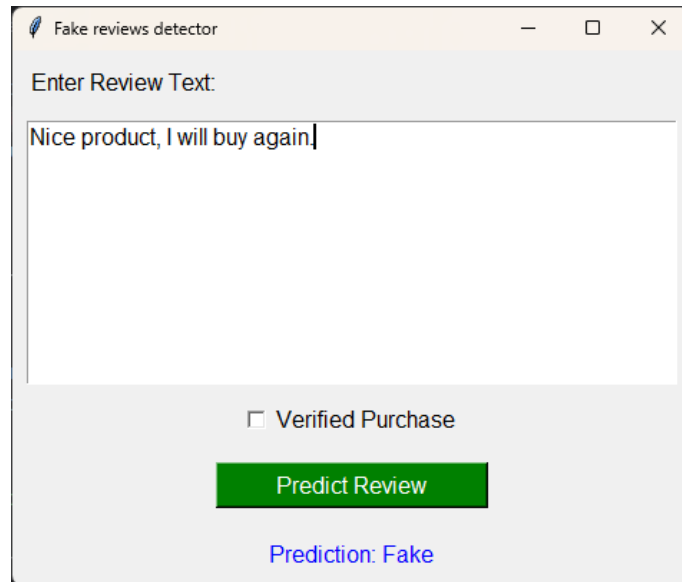 Fake reviews detector
Enter Review Text:
Nice product, I will buy again.
Verified Purchase
Predict Review
Prediction: Fake